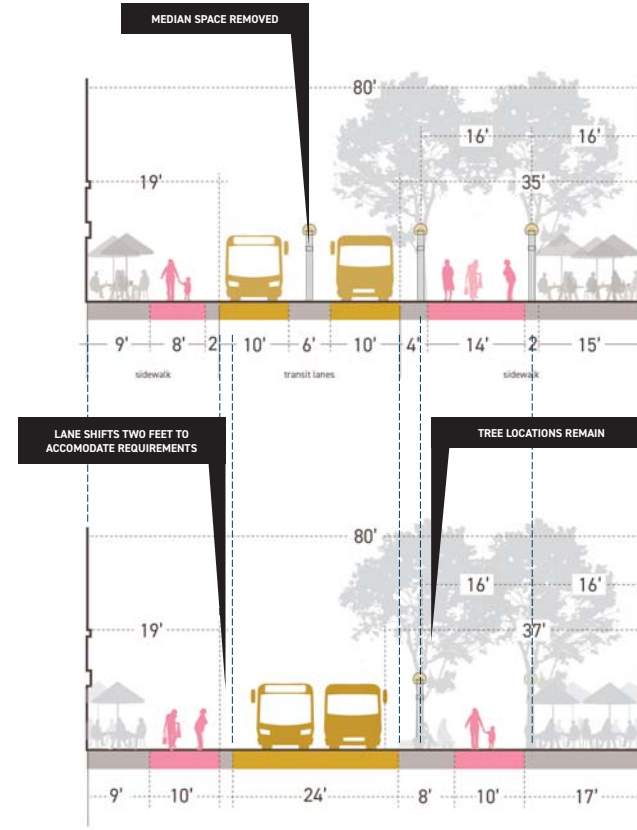 MEDIAN SPACE REMOVED
80'
16' 16'
19' 35'
9' 8' 2 10' 6' 10' 4' 14' 2 15'
sidewalk transit lanes sidewalk
LANE SHIFTS TWO FEET TO
ACCOMODATE REQUIREMENTS
TREE LOCATIONS REMAIN
80'
16' 16'
19' 37'
9' 10' 24' 8' 10' 17'